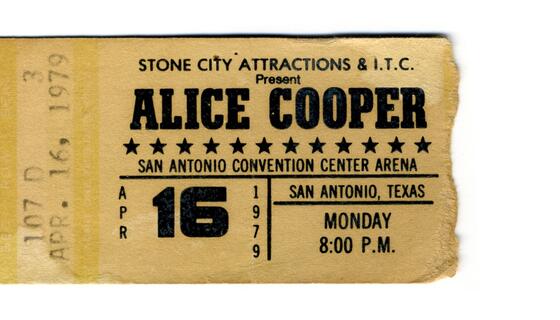 3
107 D
APR. 16, 1979
STONE CITY ATTRACTIONS & I.T.C.
Present
ALICE COOPER
SAN ANTONIO CONVENTION CENTER ARENA
APR
16
1979
SAN ANTONIO, TEXAS
MONDAY
8:00 P.M.